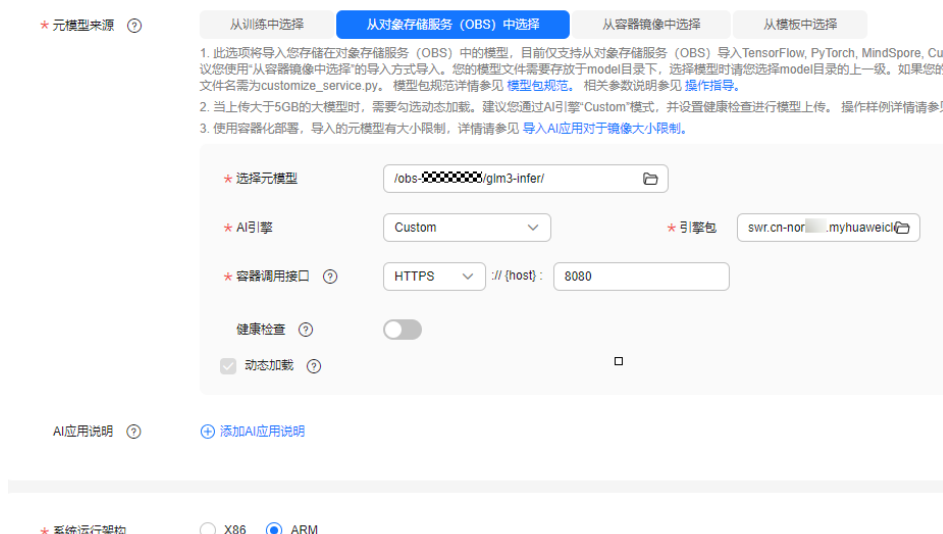 * 元模型来源 ?
从训练中选择 从对象存储服务（OBS）中选择 从容器镜像中选择 从模板中选择
1. 此选项将导入您存储在对象存储服务（OBS）中的模型，目前仅支持从对象存储服务（OBS）导入TensorFlow, PyTorch, MindSpore, Cu
议您使用“从容器镜像中选择”的导入方式导入。您的模型文件需要存放于model目录下，选择模型时请您选择model目录的上一级。如果您的
文件名需为customize_service.py。 模型包规范详情参见 模型包规范。 相关参数说明参见 操作指导。
2. 当上传大于5GB的大模型时，需要勾选动态加载。建议您通过AI引擎“Custom”模式，并设置健康检查进行模型上传。 操作样例详情请参见
3. 使用容器化部署，导入的元模型有大小限制，详情请参见 导入AI应用对于镜像大小限制。
* 选择元模型 /obs- /glm3-infer/
* AI引擎 Custom * 引擎包 swr.cn-nor .myhuaweicl
* 容器调用接口 ? HTTPS :// {host} : 8080
健康检查 ?
动态加载 ?
AI应用说明 ? 添加AI应用说明
* 系统运行架构 X86 ARM